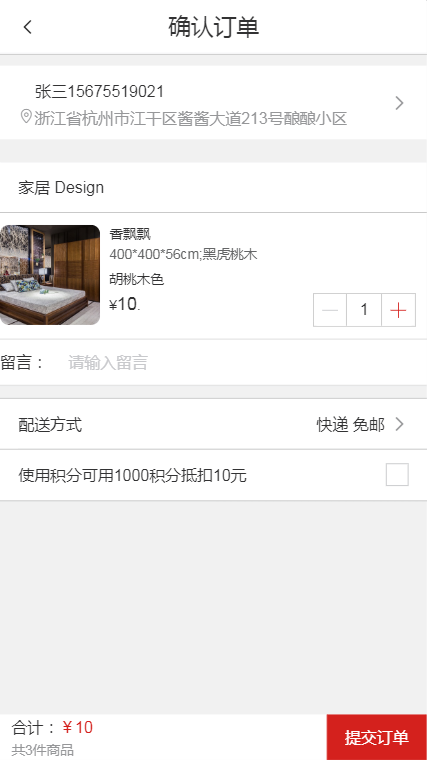 确认订单
张三15675519021
浙江省杭州市江干区酱酱大道213号酿酿小区
家居 Design
香飘飘
400*400*56cm;黑虎桃木
胡桃木色
¥10.
1
留言：
请输入留言
配送方式
快递 免邮
使用积分可用1000积分抵扣10元
合计：¥10
共3件商品
提交订单